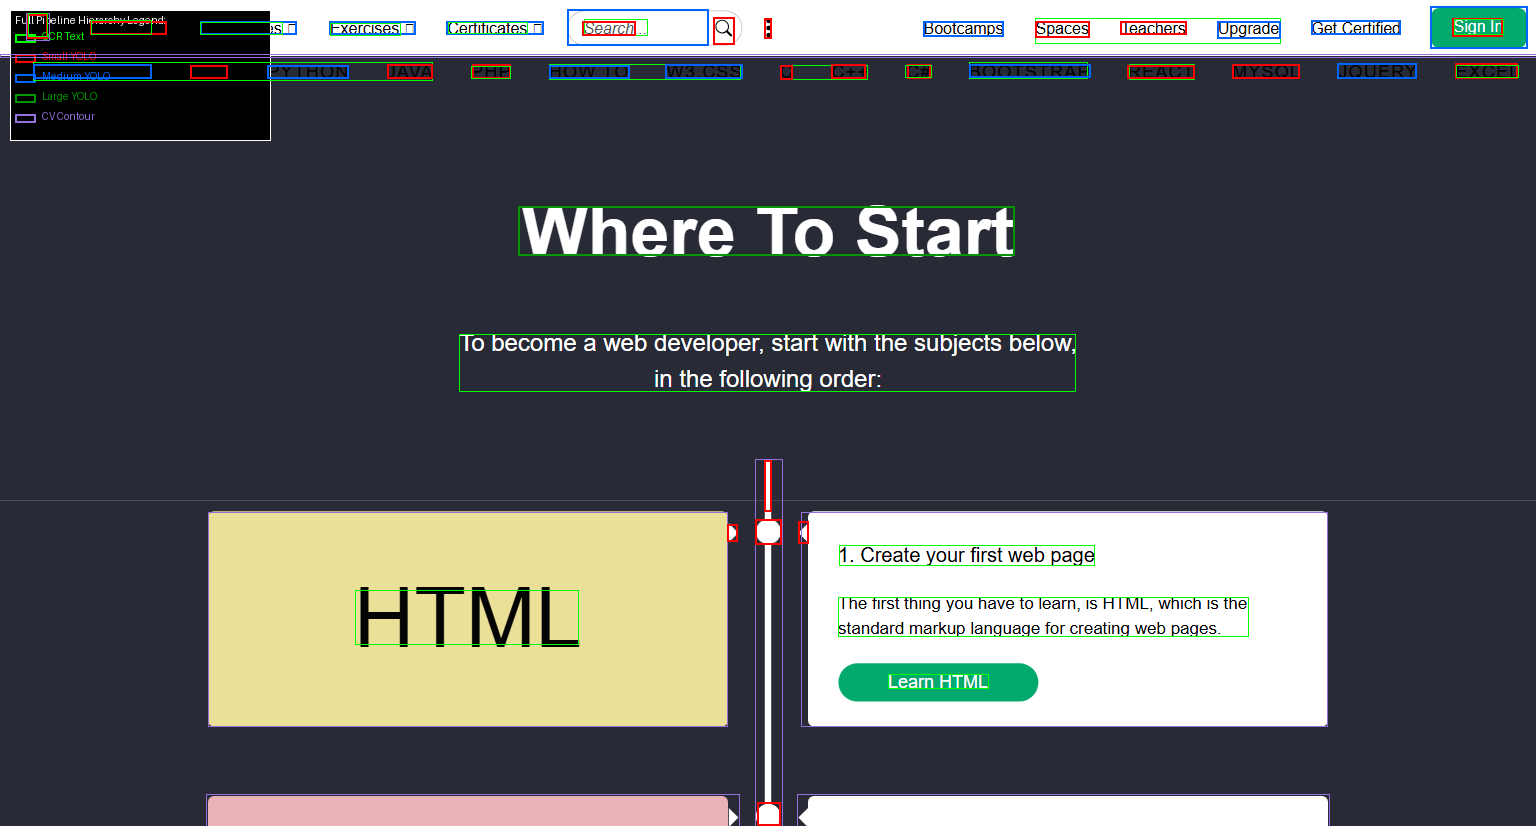 Full Pipeline Hierarchy Legend:
OCR Text
Small YOLO
Medium YOLO
Large YOLO
CV Contour
Exercises
Certificates
Search...
Bootcamps
Spaces
Teachers
Upgrade
Get Certified
Sign In
PYTHON
JAVA
PHP
HOW TO
W3.CSS
C
C++
C#
BOOTSTRAP
REACT
MYSQL
JQUERY
EXCEL
Where To Start
To become a web developer, start with the subjects below,
in the following order:
HTML
1. Create your first web page
The first thing you have to learn, is HTML, which is the
standard markup language for creating web pages.
Learn HTML